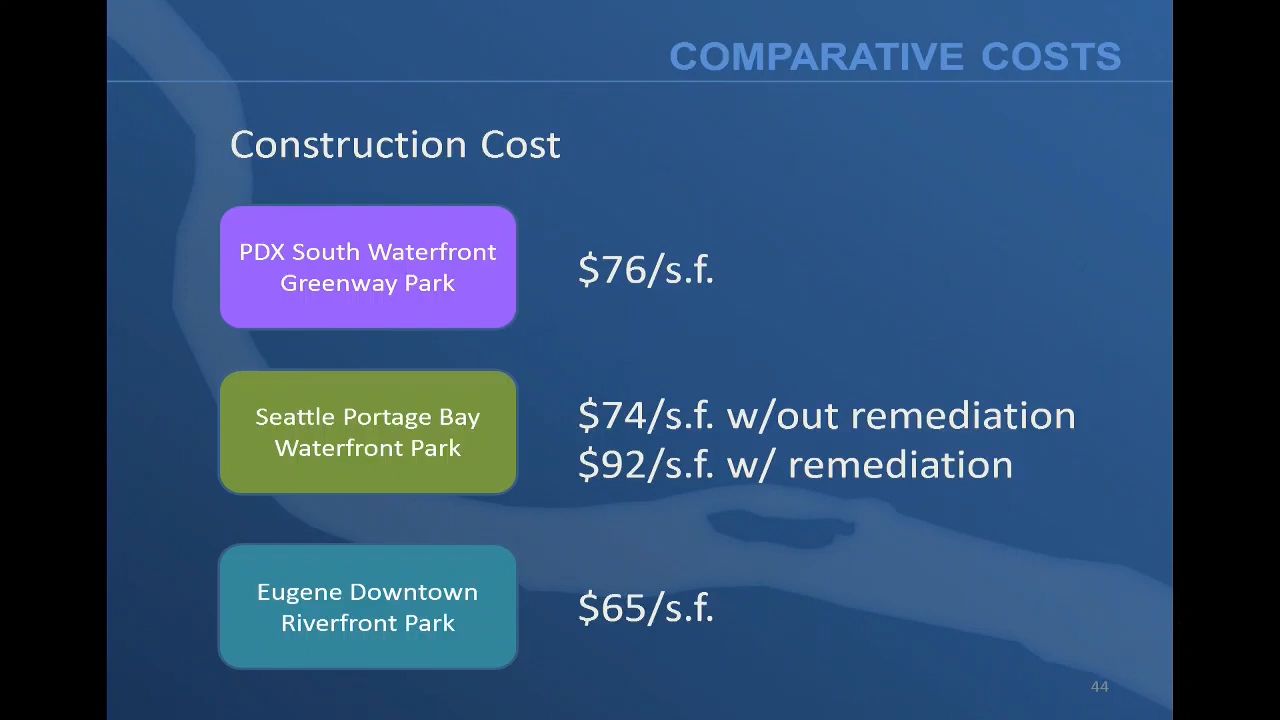 COMPARATIVE COSTS
Construction Cost
PDX South Waterfront
Greenway Park
$76/s.f.
Seattle Portage Bay
Waterfront Park
$74/s.f. w/out remediation
$92/s.f. w/ remediation
Eugene Downtown
Riverfront Park
$65/s.f.
44